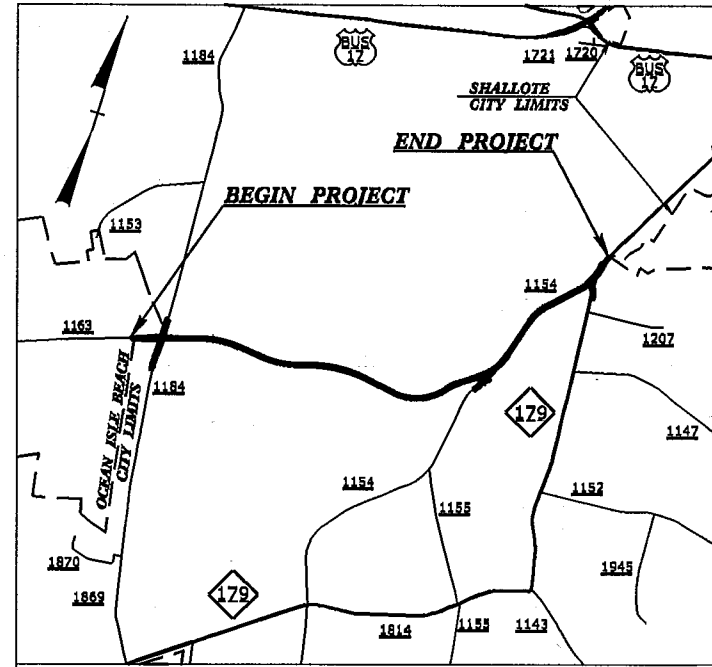 1184
BUS
17
1721
1720
BUS
17
SHALLOTE
CITY LIMITS
END PROJECT
BEGIN PROJECT
1153
1154
1163
1207
OCEAN ISLE BEACH
CITY LIMITS
1184
179
1147
1154
1155
1152
1870
1945
1869
179
1814
1155
1143